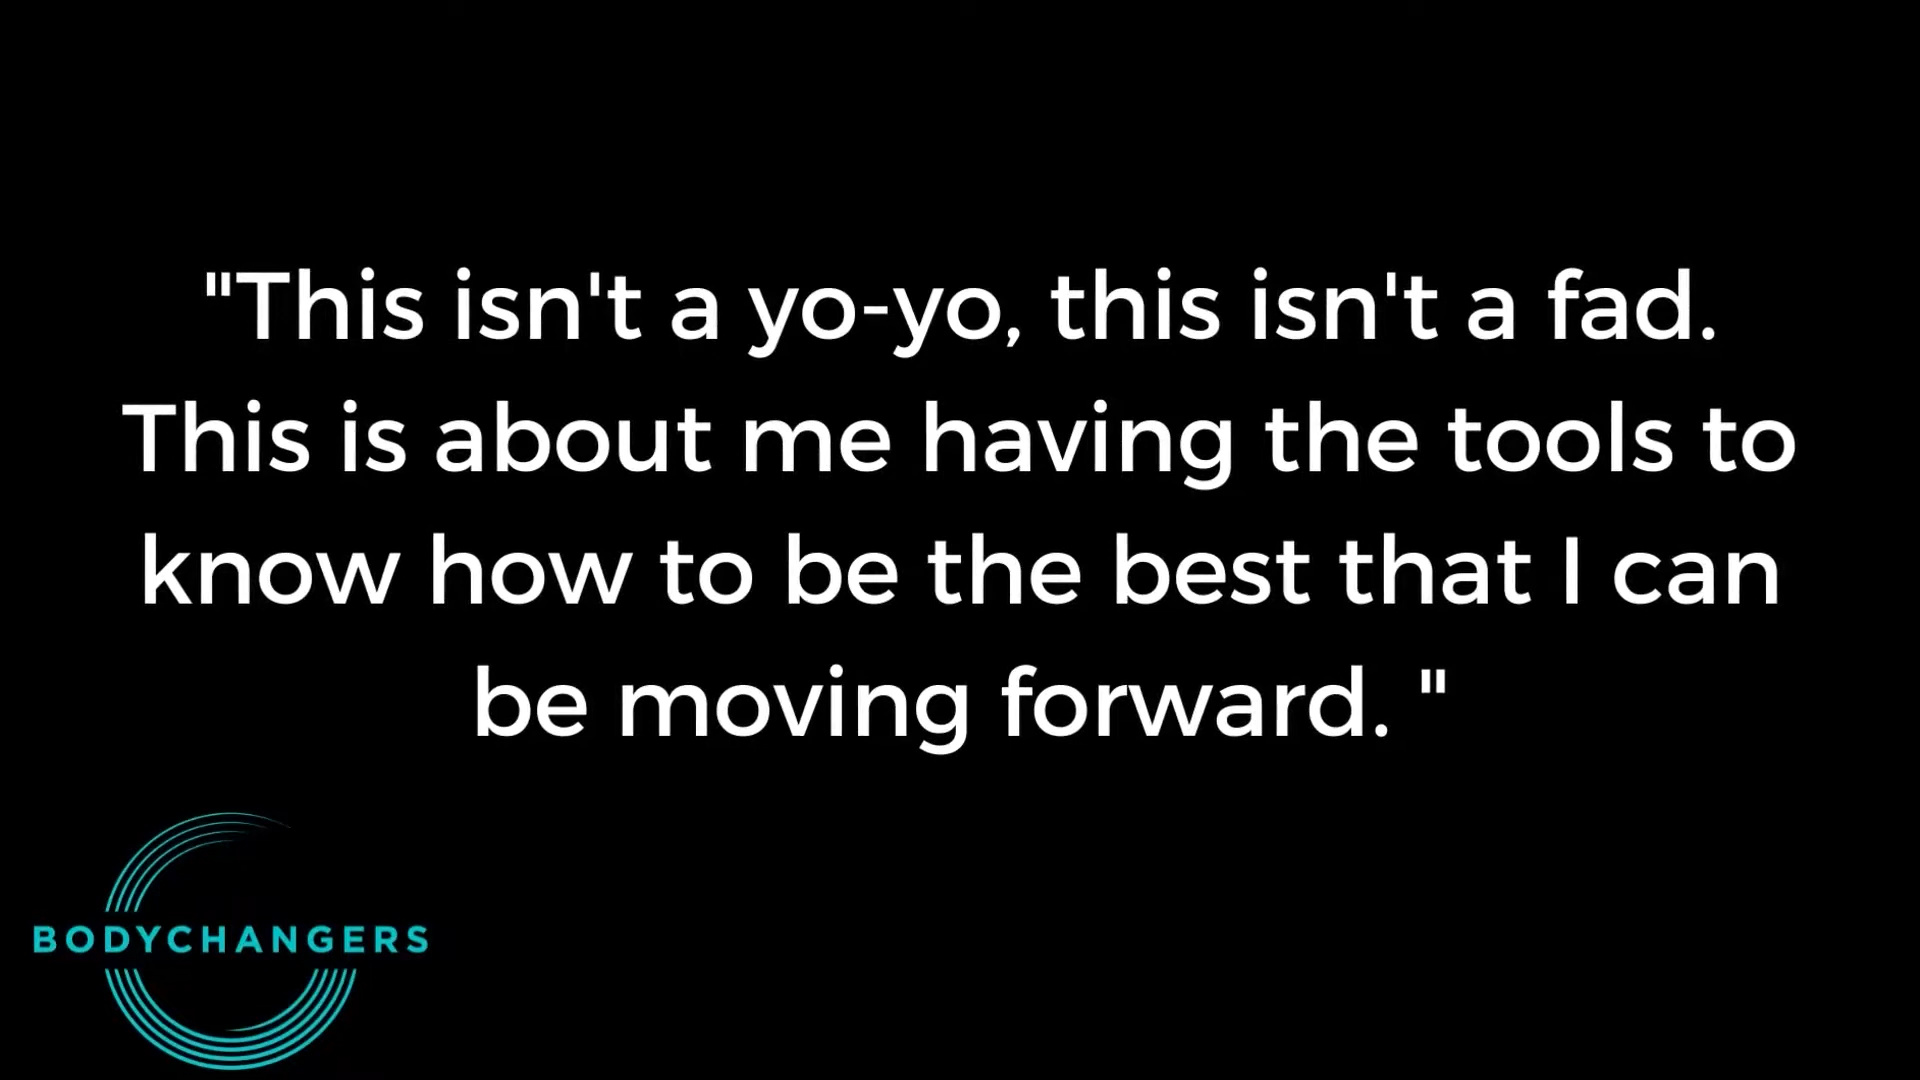 "This isn't a yo-yo, this isn't a fad.
This is about me having the tools to
know how to be the best that I can
be moving forward. "
BODYCHANGERS